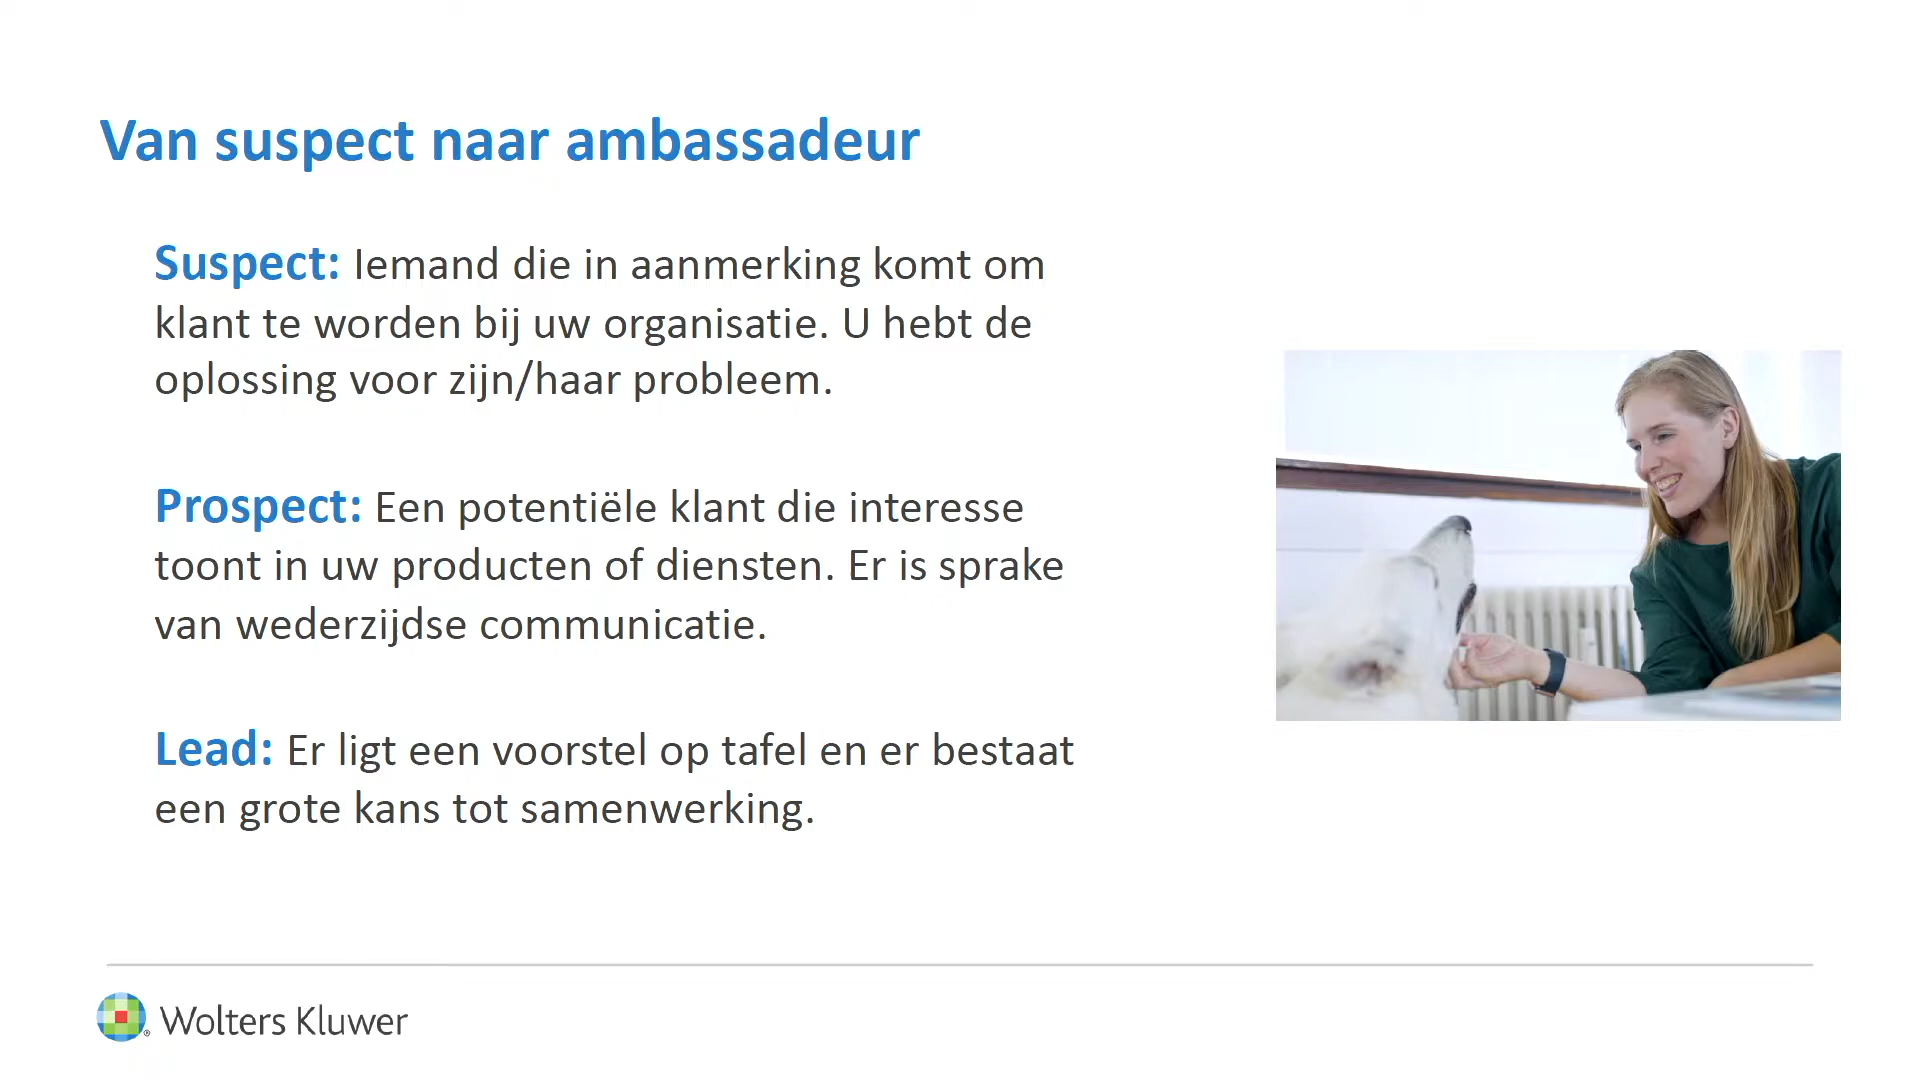 Van suspect naar ambassadeur
Suspect: Iemand die in aanmerking komt om
klant te worden bij uw organisatie. U hebt de
oplossing voor zijn/haar probleem.
Prospect: Een potentiële klant die interesse
toont in uw producten of diensten. Er is sprake
van wederzijdse communicatie.
Lead: Er ligt een voorstel op tafel en er bestaat
een grote kans tot samenwerking.
® Wolters Kluwer